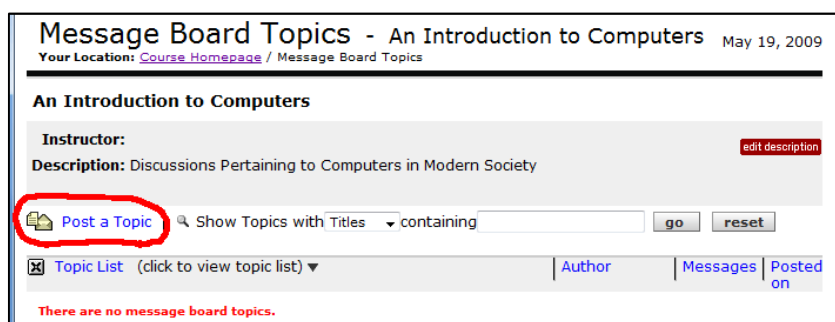 Message Board Topics - An Introduction to Computers May 19, 2009
Your Location: Course Homepage / Message Board Topics
An Introduction to Computers
Instructor:
edit description
Description: Discussions Pertaining to Computers in Modern Society
Post a Topic Show Topics with Titles containing go reset
Topic List (click to view topic list) Author Messages Posted on
There are no message board topics.